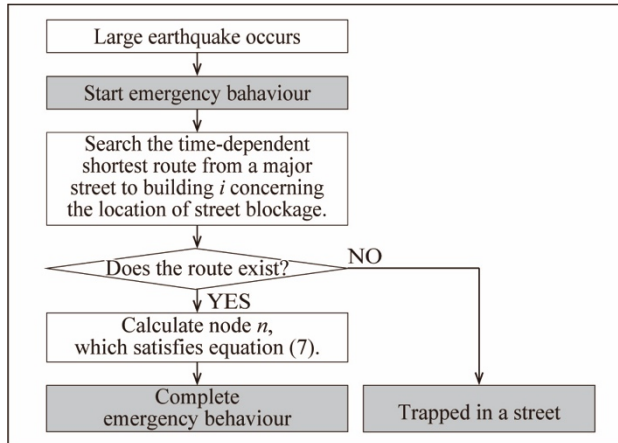 Large earthquake occurs
Start emergency bahaviour
Search the time-dependent
shortest route from a major
street to building i concerning
the location of street blockage.
Does the route exist?
NO
YES
Calculate node n,
which satisfies equation (7).
Complete
emergency behaviour
Trapped in a street